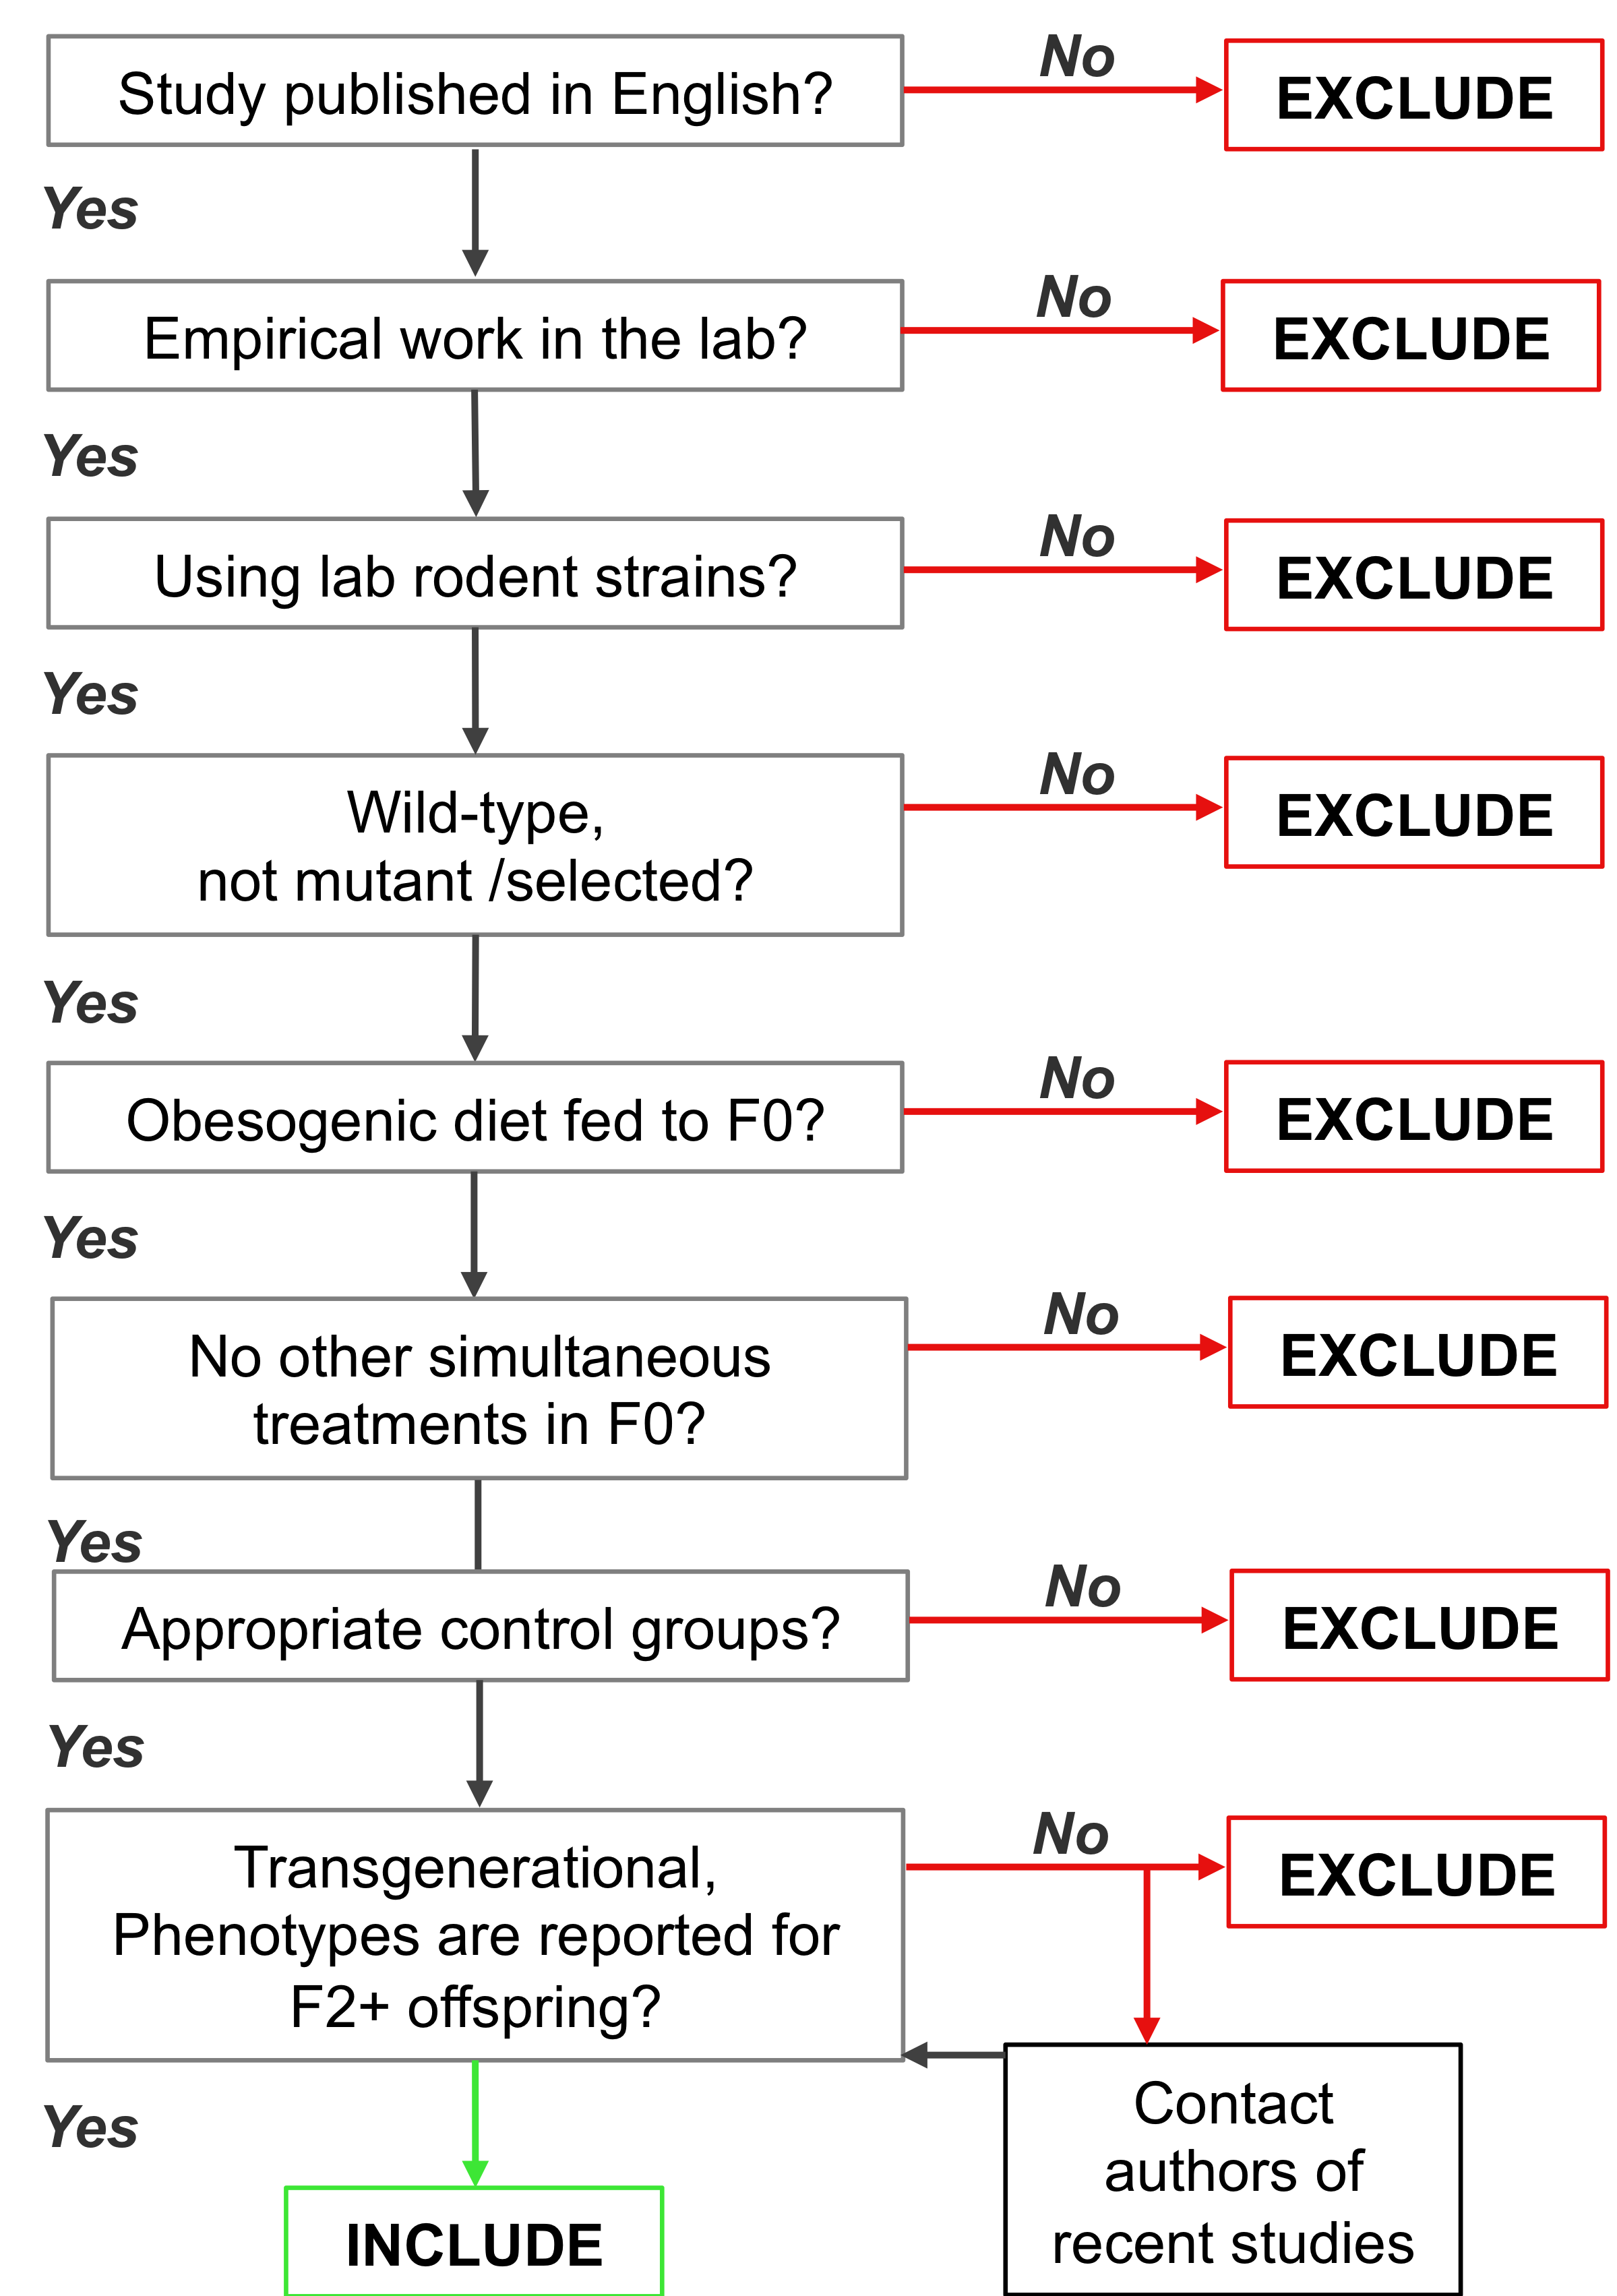 Study published in English?
No
EXCLUDE
Yes
Empirical work in the lab?
No
EXCLUDE
Yes
Using lab rodent strains?
No
EXCLUDE
Yes
Wild-type,
not mutant /selected?
No
EXCLUDE
Yes
Obesogenic diet fed to F0?
No
EXCLUDE
Yes
No other simultaneous
treatments in F0?
No
EXCLUDE
Yes
Appropriate control groups?
No
EXCLUDE
Yes
Transgenerational,
Phenotypes are reported for
F2+ offspring?
No
EXCLUDE
Contact
authors of
recent studies
Yes
INCLUDE